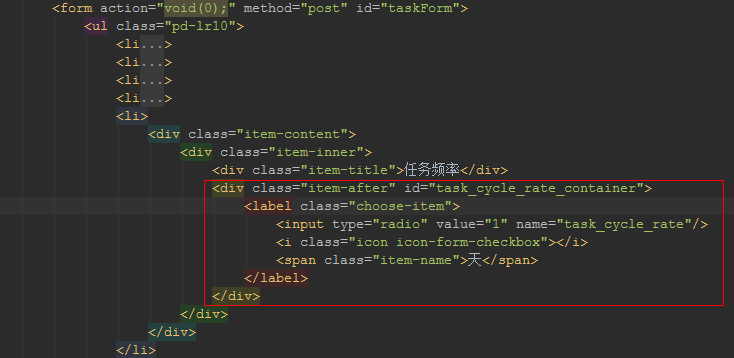 <form action="void(0);" method="post" id="taskForm">
<ul class="pd-lr10">
<li...>
<li...>
<li...>
<li...>
<li>
<div class="item-content">
<div class="item-inner">
<div class="item-title">任务频率</div>
<div class="item-after" id="task_cycle_rate_container">
<label class="choose-item">
<input type="radio" value="1" name="task_cycle_rate"/>
<i class="icon icon-form-checkbox"></i>
<span class="item-name">天</span>
</label>
</div>
</div>
</div>
</li>